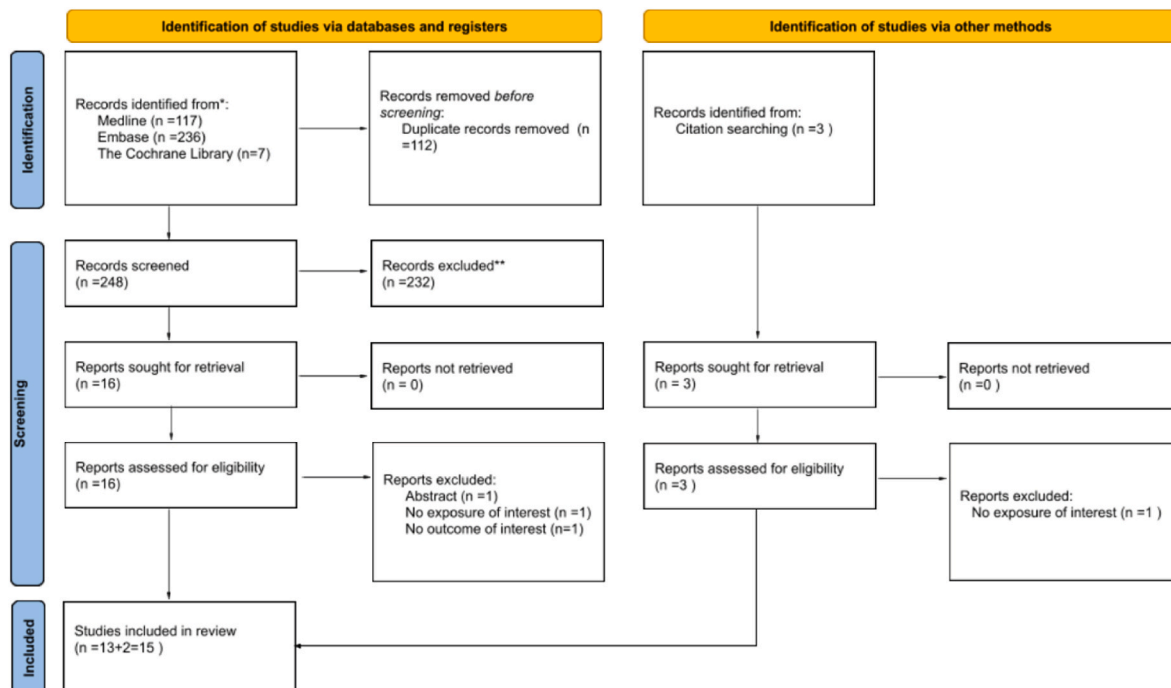 Identification of studies via databases and registers
Identification of studies via other methods
Identification
Records identified from*:
Medline (n =117)
Embase (n =236)
The Cochrane Library (n=7)
Records removed before
screening:
Duplicate records removed (n
=112)
Records identified from:
Citation searching (n =3 )
Screening
Records screened
(n =248)
Records excluded**
(n =232)
Reports sought for retrieval
(n =16)
Reports not retrieved
(n = 0)
Reports sought for retrieval
(n = 3)
Reports not retrieved
(n =0 )
Reports assessed for eligibility
(n =16)
Reports excluded:
Abstract (n =1)
No exposure of interest (n =1)
No outcome of interest (n=1)
Reports assessed for eligibility
(n =3 )
Reports excluded:
No exposure of interest (n =1 )
Included
Studies included in review
(n =13+2=15 )